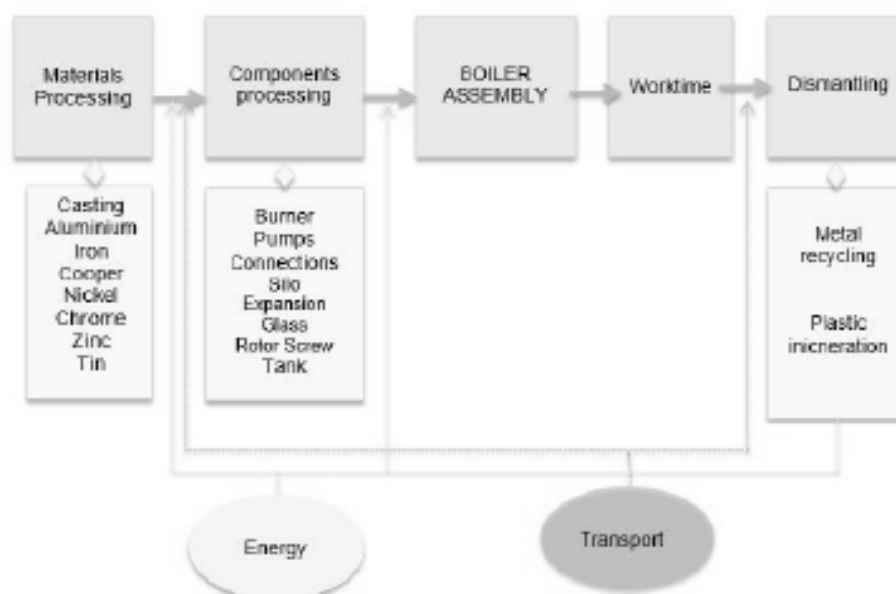 Materials
Processing
Components
processing
BOILER
ASSEMBLY
Worktime
Dismantling
Casting
Aluminium
Iron
Cooper
Nickel
Chrome
Zinc
Tin
Burner
Pumps
Connections
Silo
Expansion
Glass
Rotor Screw
Tank
Metal
recycling
Plastic
inicneration
Energy
Transport